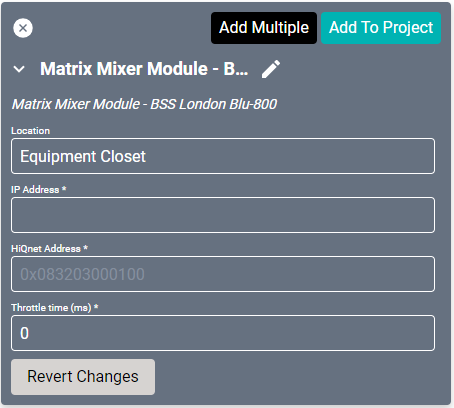 Add Multiple
Add To Project
Matrix Mixer Module - B...
Matrix Mixer Module - BSS London Blu-800
Location
Equipment Closet
IP Address *
HiQnet Address *
0x083203000100
Throttle time (ms) *
0
Revert Changes